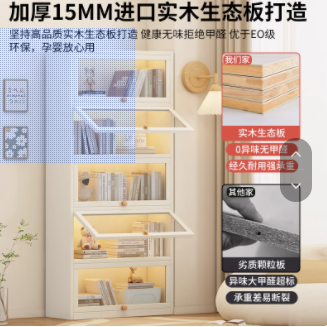 加厚15MM进口实木生态板打造
坚持高品质实木生态板打造 健康无味拒绝甲醛 优于EO级
环保，孕婴放心用
我们家
实木生态板
0异味无甲醛
经久耐用强承重
其他家
劣质颗粒板
异味大甲醛超标
承重差易断裂